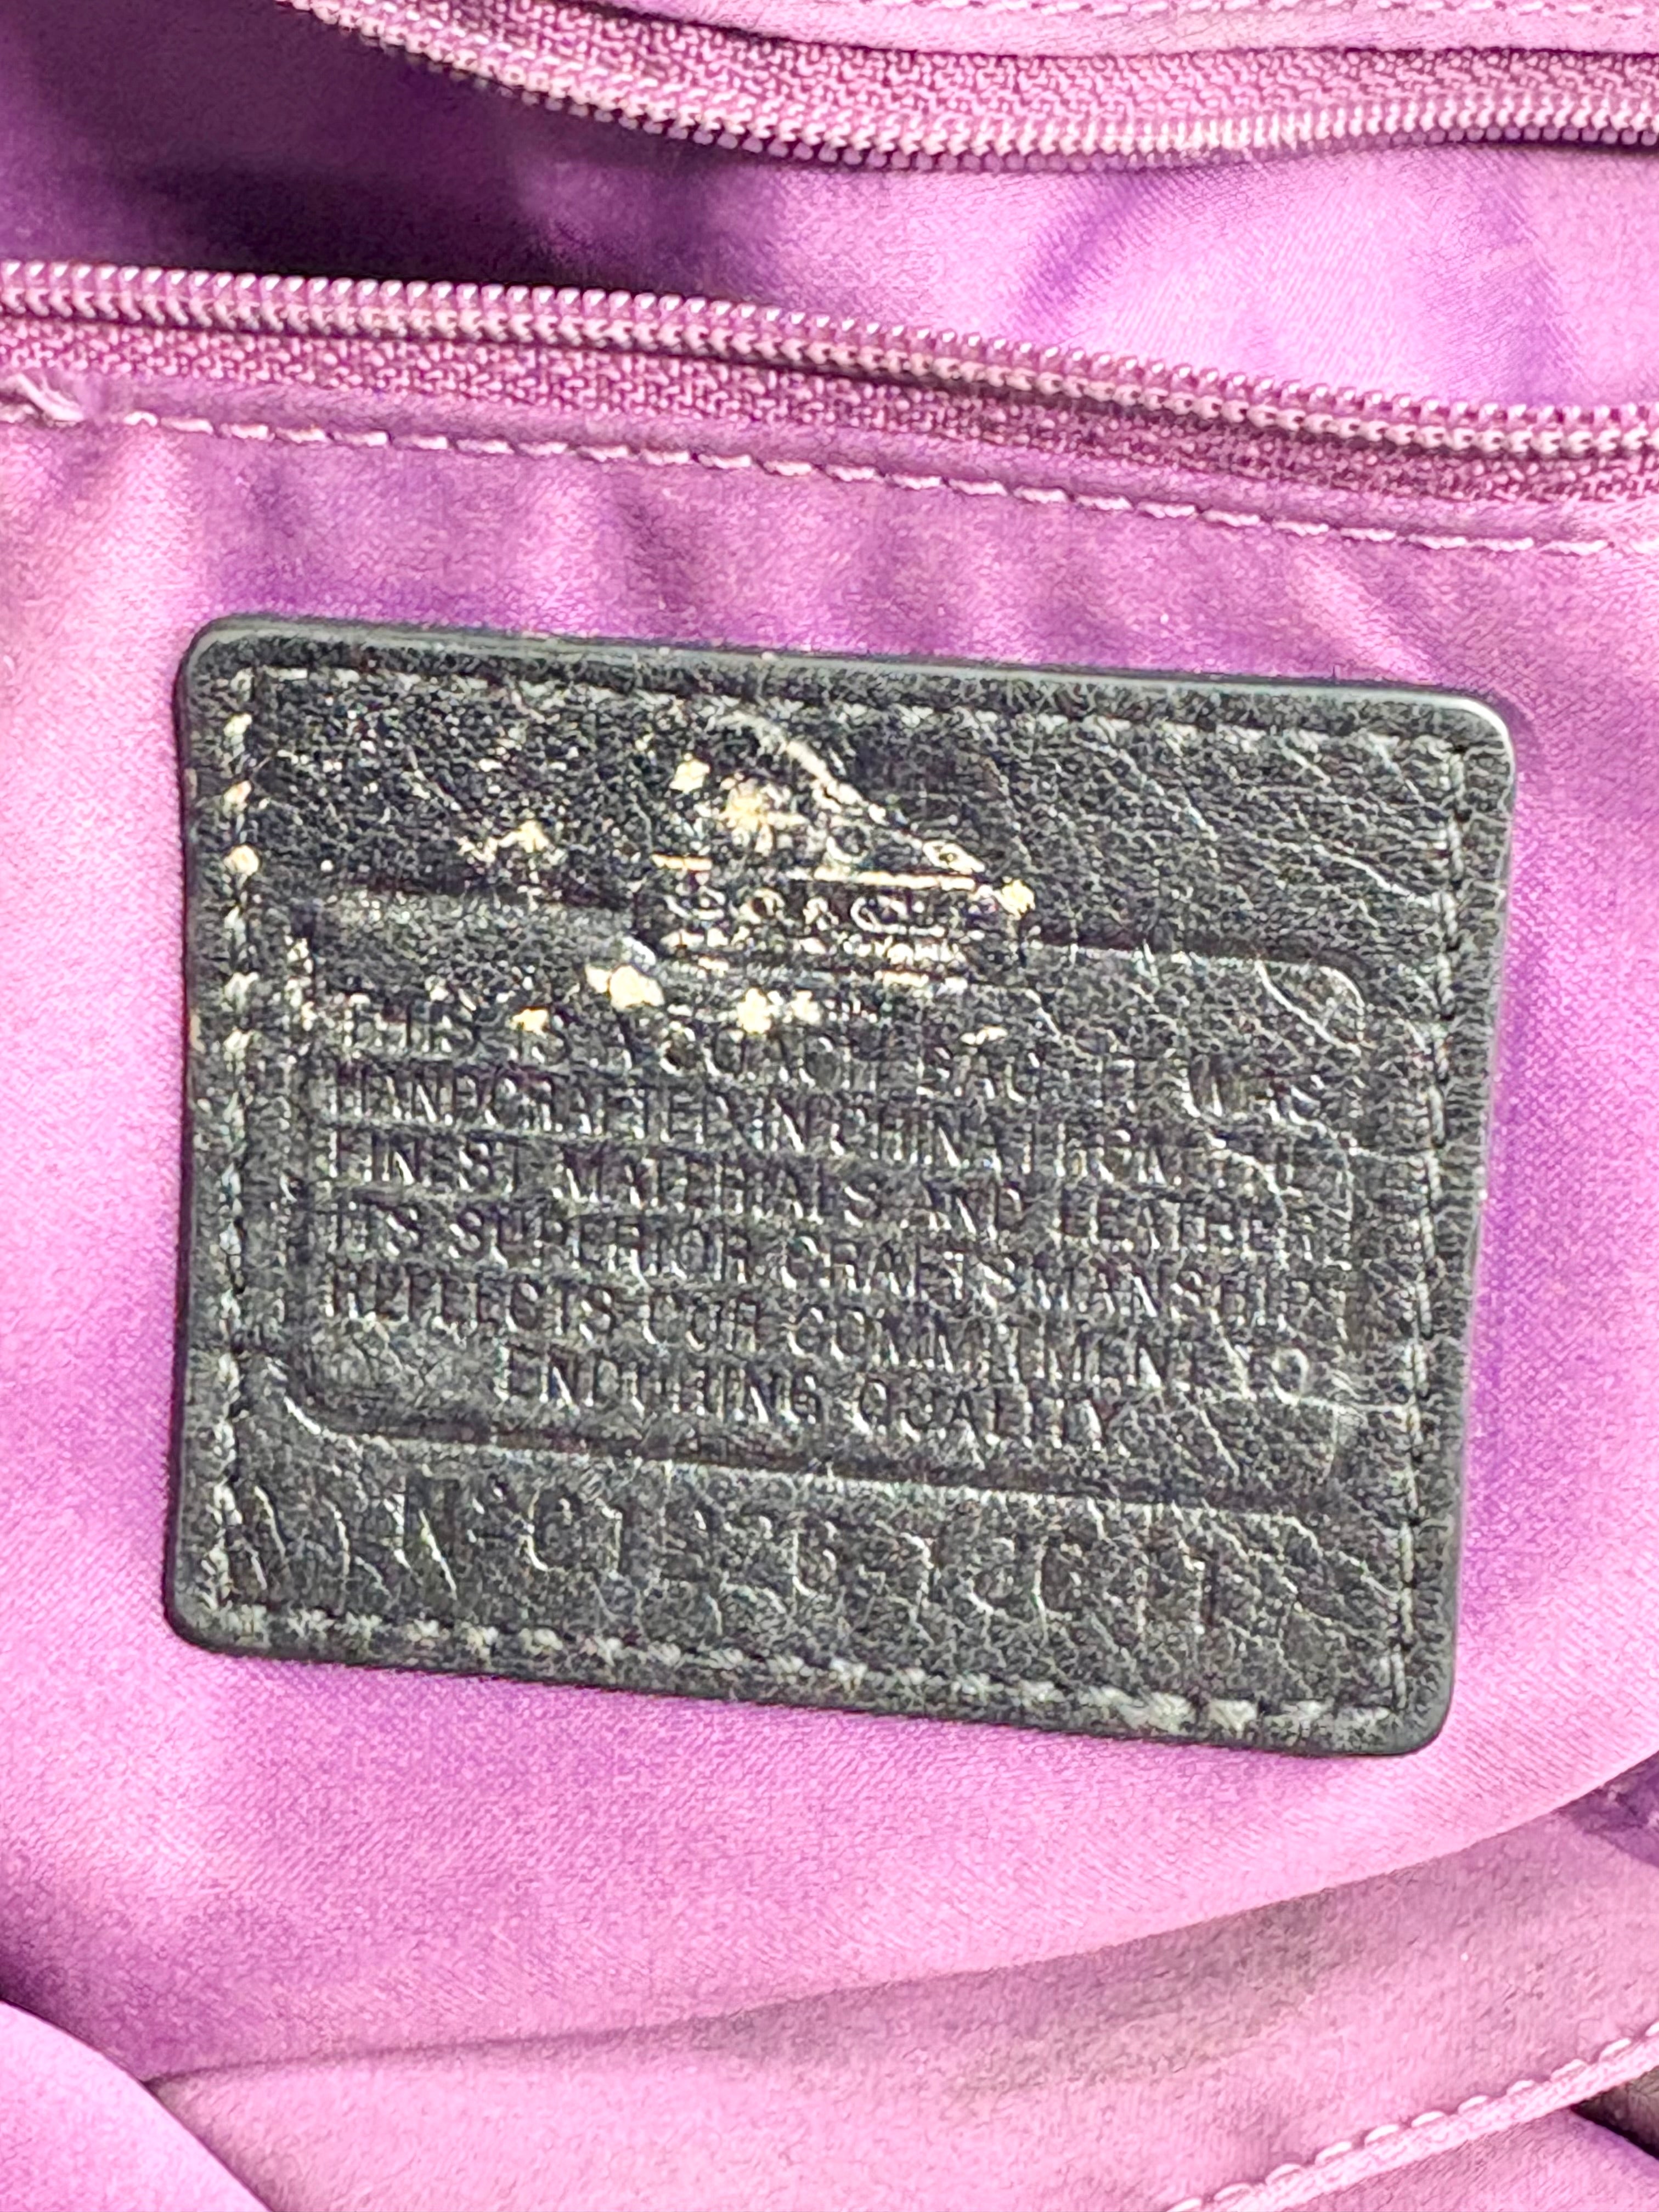 COACH
THIS IS A COACH BAG. IT WAS
HANDCRAFTED IN CHINA FROM THE
FINEST MATERIALS AND LEATHER.
ITS SUPERIOR CRAFTSMANSHIP
REFLECTS OUR COMMITMENT TO
ENDURING QUALITY